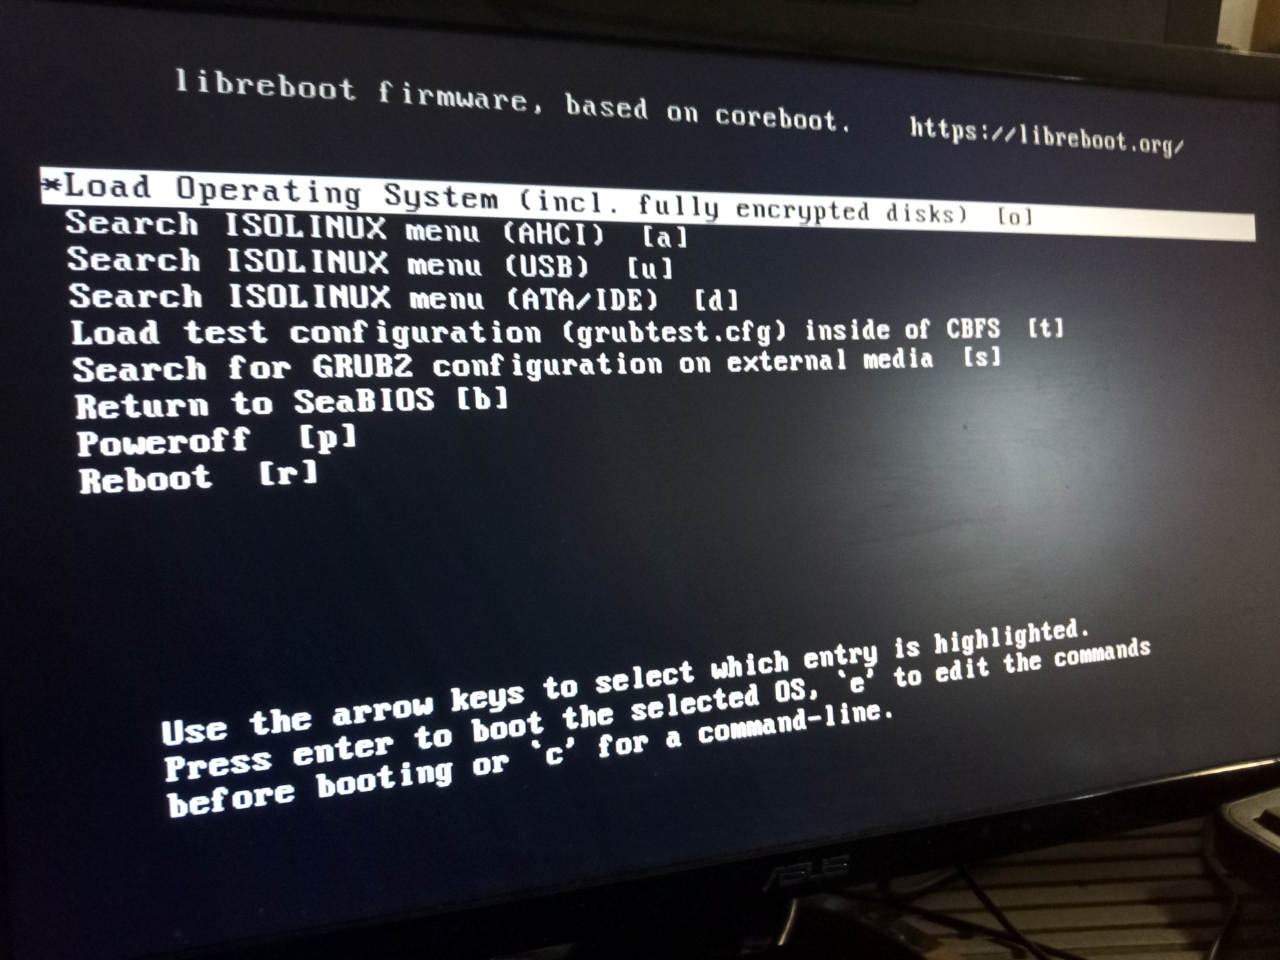 libreboot firmware, based on coreboot.    https://libreboot.org/
*Load Operating System (incl. fully encrypted disks)  [o]
Search ISOLINUX menu (AHCI)  [a]
Search ISOLINUX menu (USB)  [u]
Search ISOLINUX menu (ATA/IDE)  [d]
Load test configuration (grubtest.cfg) inside of CBFS  [t]
Search for GRUB2 configuration on external media  [s]
Return to SeaBIOS [b]
Poweroff  [p]
Reboot  [r]
Use the arrow keys to select which entry is highlighted.
Press enter to boot the selected OS, `e' to edit the commands
before booting or `c' for a command-line.
ASUS